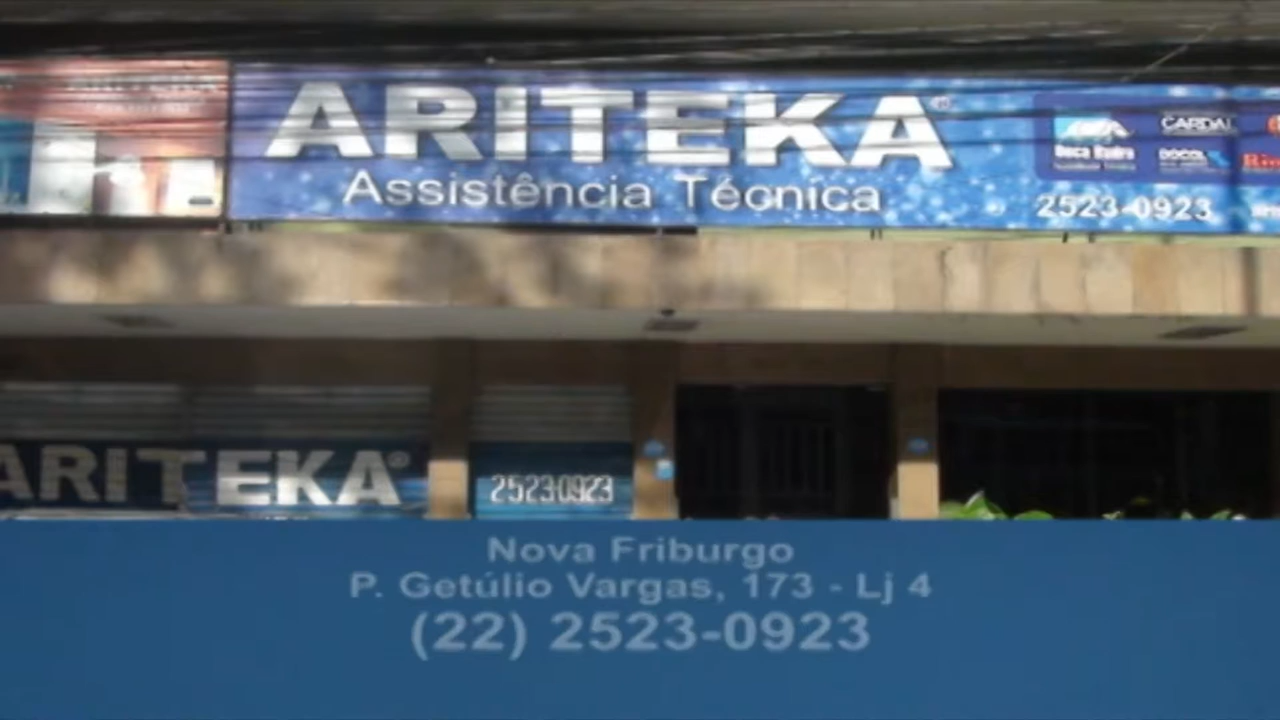 ARITEKA®
Assistência Técnica
CARDAL
DOCOL
2523-0923
ARITEKA®
2523-0923
Nova Friburgo
P. Getúlio Vargas, 173 - Lj 4
(22) 2523-0923